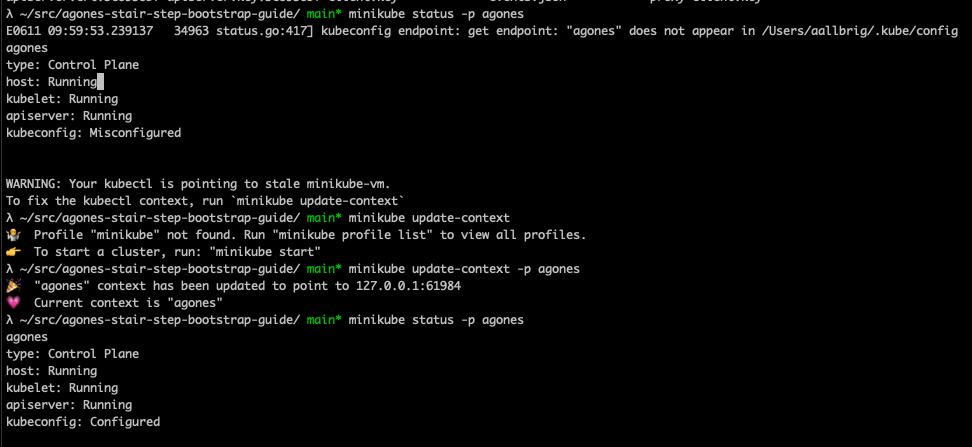 λ ~/src/agones-stair-step-bootstrap-guide/ main* minikube status -p agones
E0611 09:59:53.239137   34963 status.go:417] kubeconfig endpoint: get endpoint: "agones" does not appear in /Users/aallbrig/.kube/config
agones
type: Control Plane
host: Running
kubelet: Running
apiserver: Running
kubeconfig: Misconfigured
WARNING: Your kubectl is pointing to stale minikube-vm.
To fix the kubectl context, run `minikube update-context`
λ ~/src/agones-stair-step-bootstrap-guide/ main* minikube update-context
🤷 Profile "minikube" not found. Run "minikube profile list" to view all profiles.
👉 To start a cluster, run: "minikube start"
λ ~/src/agones-stair-step-bootstrap-guide/ main* minikube update-context -p agones
🎉 "agones" context has been updated to point to 127.0.0.1:61984
💗 Current context is "agones"
λ ~/src/agones-stair-step-bootstrap-guide/ main* minikube status -p agones
agones
type: Control Plane
host: Running
kubelet: Running
apiserver: Running
kubeconfig: Configured